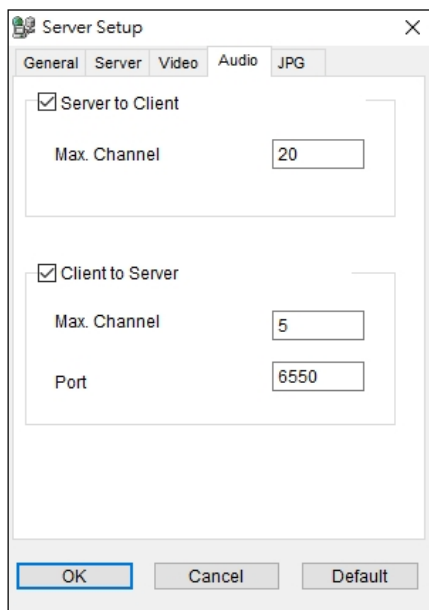 Server Setup
General Server Video Audio JPG
Server to Client
Max. Channel 20
Client to Server
Max. Channel 5
Port 6550
OK Cancel Default